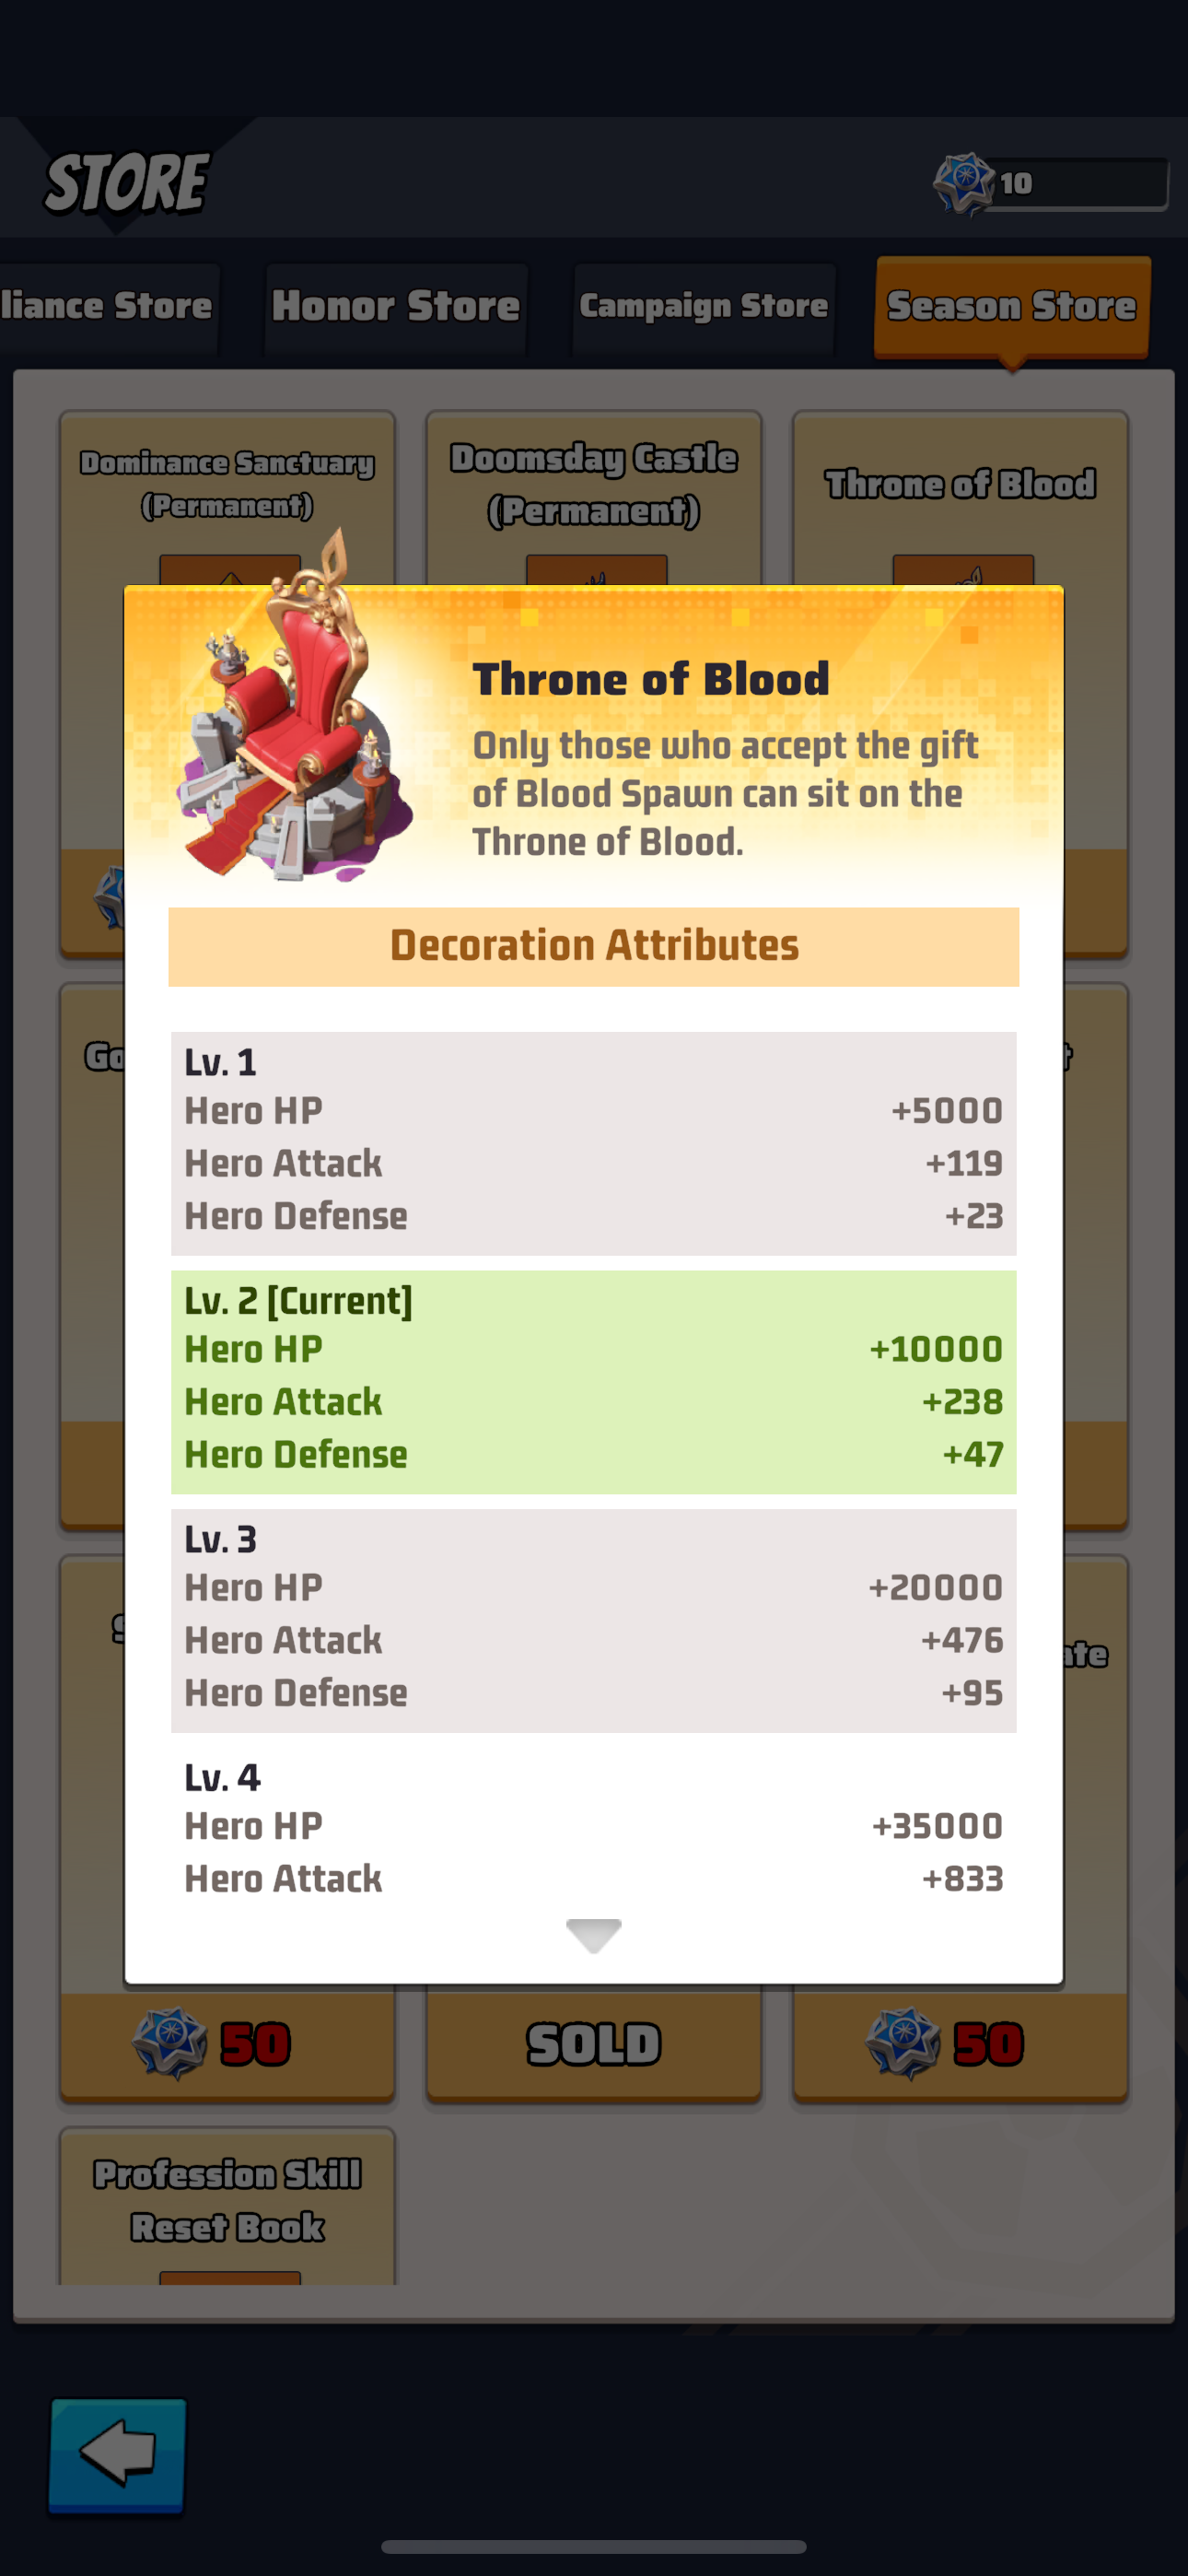 STORE
10
liance Store
Honor Store
Campaign Store
Season Store
Dominance Sanctuary
(Permanent)
Doomsday Castle
(Permanent)
Throne of Blood
Throne of Blood
Only those who accept the gift
of Blood Spawn can sit on the
Throne of Blood.
Decoration Attributes
Lv. 1
Hero HP +5000
Hero Attack +119
Hero Defense +23
Lv. 2 [Current]
Hero HP +10000
Hero Attack +238
Hero Defense +47
Lv. 3
Hero HP +20000
Hero Attack +476
Hero Defense +95
Lv. 4
Hero HP +35000
Hero Attack +833
50
SOLD
50
Profession Skill
Reset Book